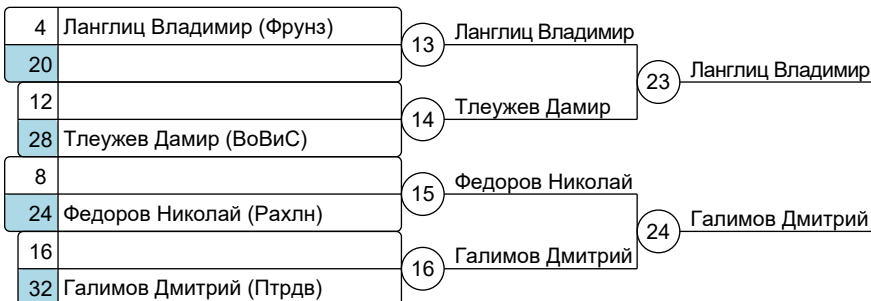 4 Ланглиц Владимир (Фрунз)
13 Ланглиц Владимир
20
23 Ланглиц Владимир
12
14 Тлеужев Дамир
28 Тлеужев Дамир (ВоВиС)
8
15 Федоров Николай
24 Федоров Николай (Рахлн)
24 Галимов Дмитрий
16
16 Галимов Дмитрий
32 Галимов Дмитрий (Птрдв)